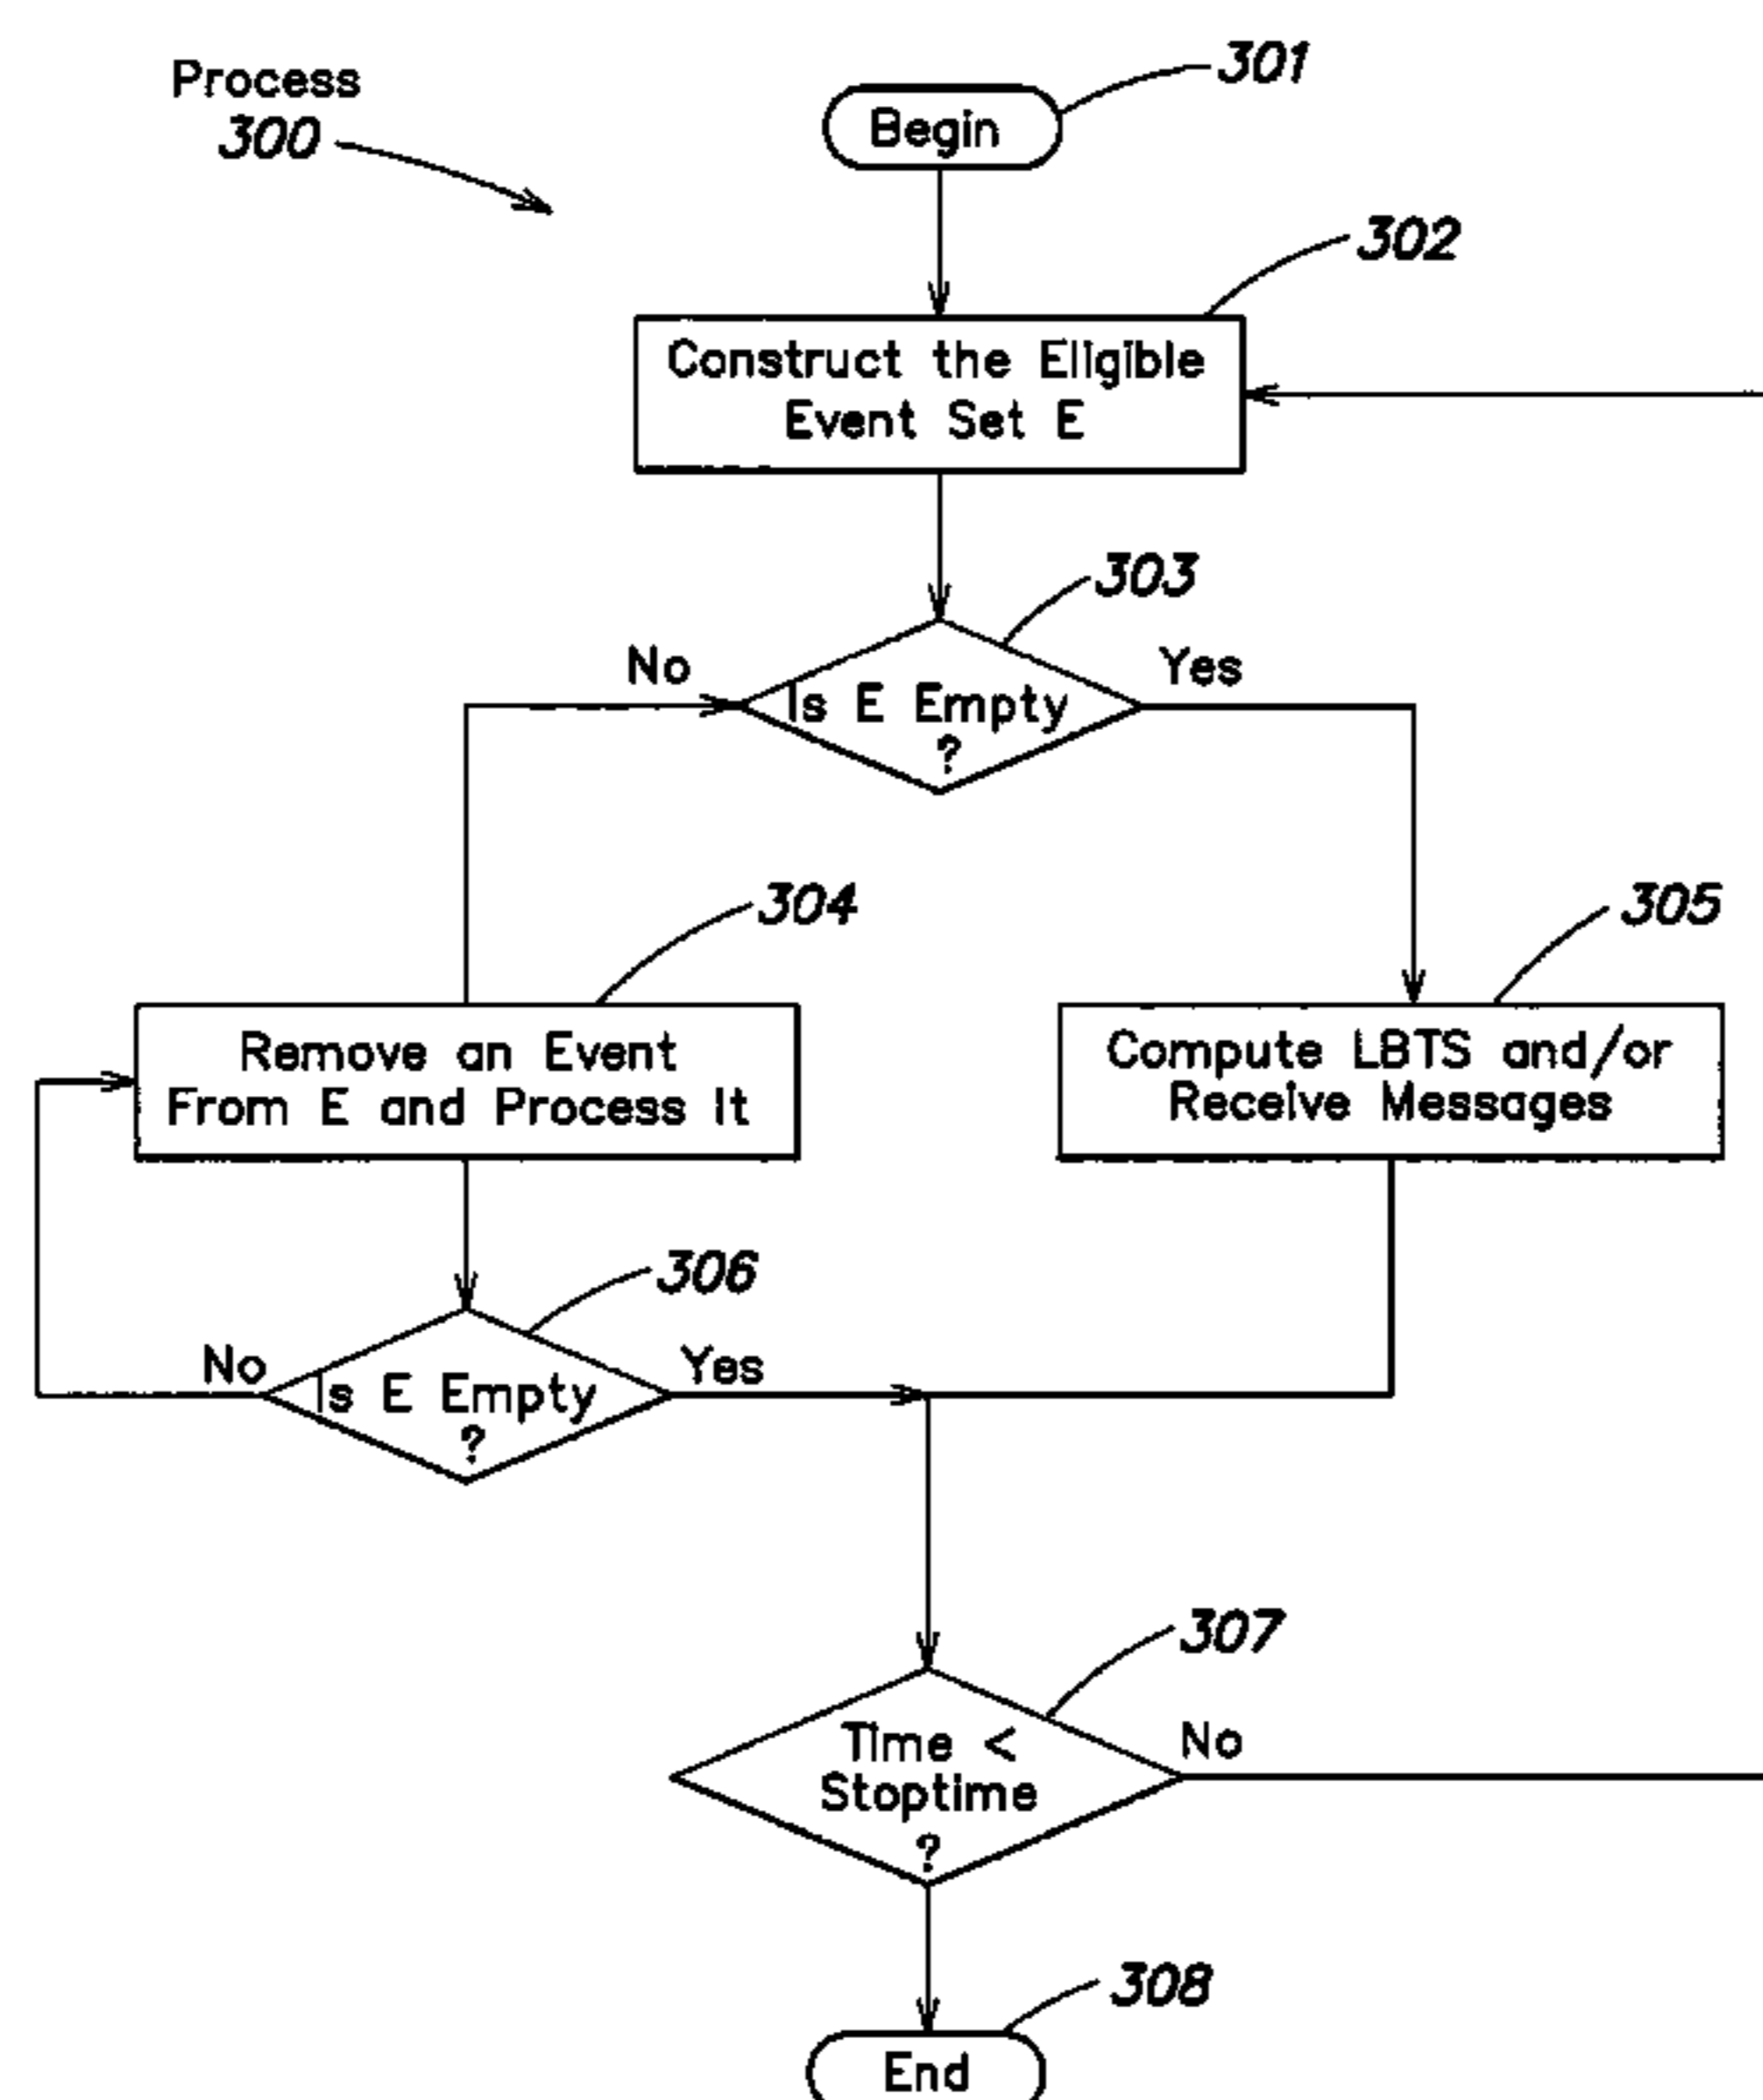 Process
300
301
Begin
302
Construct the Eligible
Event Set E
303
No
Yes
Is E Empty
?
304
305
Remove an Event
From E and Process It
Compute LBTS and/or
Receive Messages
306
No
Yes
Is E Empty
?
307
Time <
Stoptime
?
No
308
End